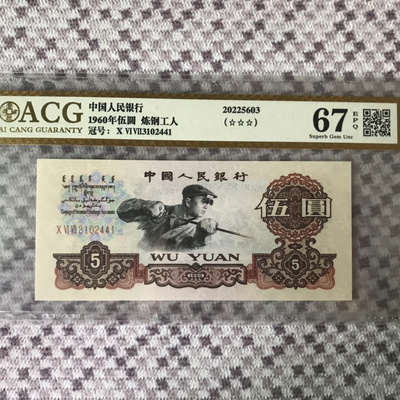 ACG
AI CANG GUARANTY
中国人民银行
1960年伍圆 炼钢工人
冠号: X VI VII 3102441
20225603
(☆☆☆)
67 EPQ
Superb Gem Unc
中國人民銀行
X VI VII 3102441
伍圓
5
WU YUAN
1960
5